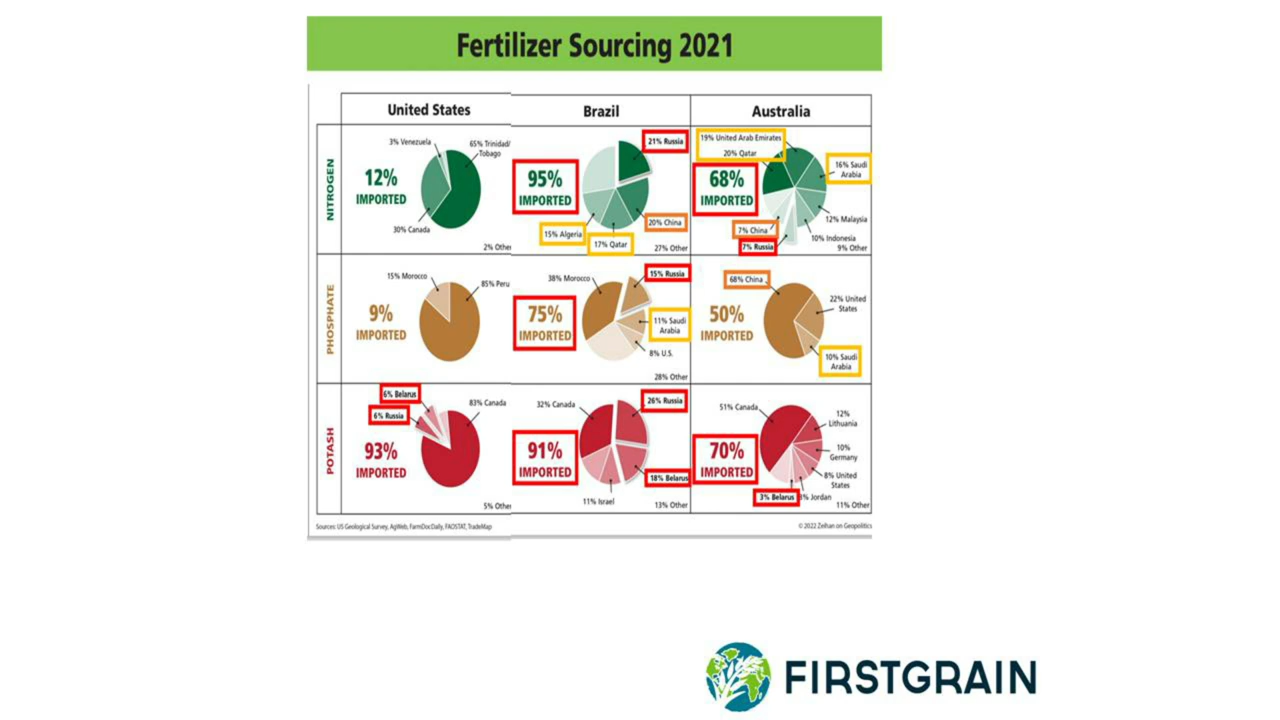 Fertilizer Sourcing 2021
United States
Brazil
Australia
NITROGEN
12%
IMPORTED
3% Venezuela
65% Trinidad/
Tobago
30% Canada
2% Other
95%
IMPORTED
21% Russia
20% China
15% Algeria
17% Qatar
27% Other
68%
IMPORTED
19% United Arab Emirates
20% Qatar
16% Saudi
Arabia
12% Malaysia
10% Indonesia
7% China
7% Russia
9% Other
PHOSPHATE
9%
IMPORTED
15% Morocco
85% Peru
75%
IMPORTED
38% Morocco
15% Russia
11% Saudi
Arabia
8% U.S.
28% Other
50%
IMPORTED
68% China
22% United
States
10% Saudi
Arabia
POTASH
93%
IMPORTED
6% Belarus
6% Russia
83% Canada
5% Other
91%
IMPORTED
32% Canada
26% Russia
18% Belarus
11% Israel
13% Other
70%
IMPORTED
51% Canada
12%
Lithuania
10%
Germany
8% United
States
Jordan
3% Belarus
11% Other
Sources: US Geological Survey, AgWeb, FarmDocDaily, FAOSTAT, TradeMap
© 2022 Zeihan on Geopolitics
FIRSTGRAIN